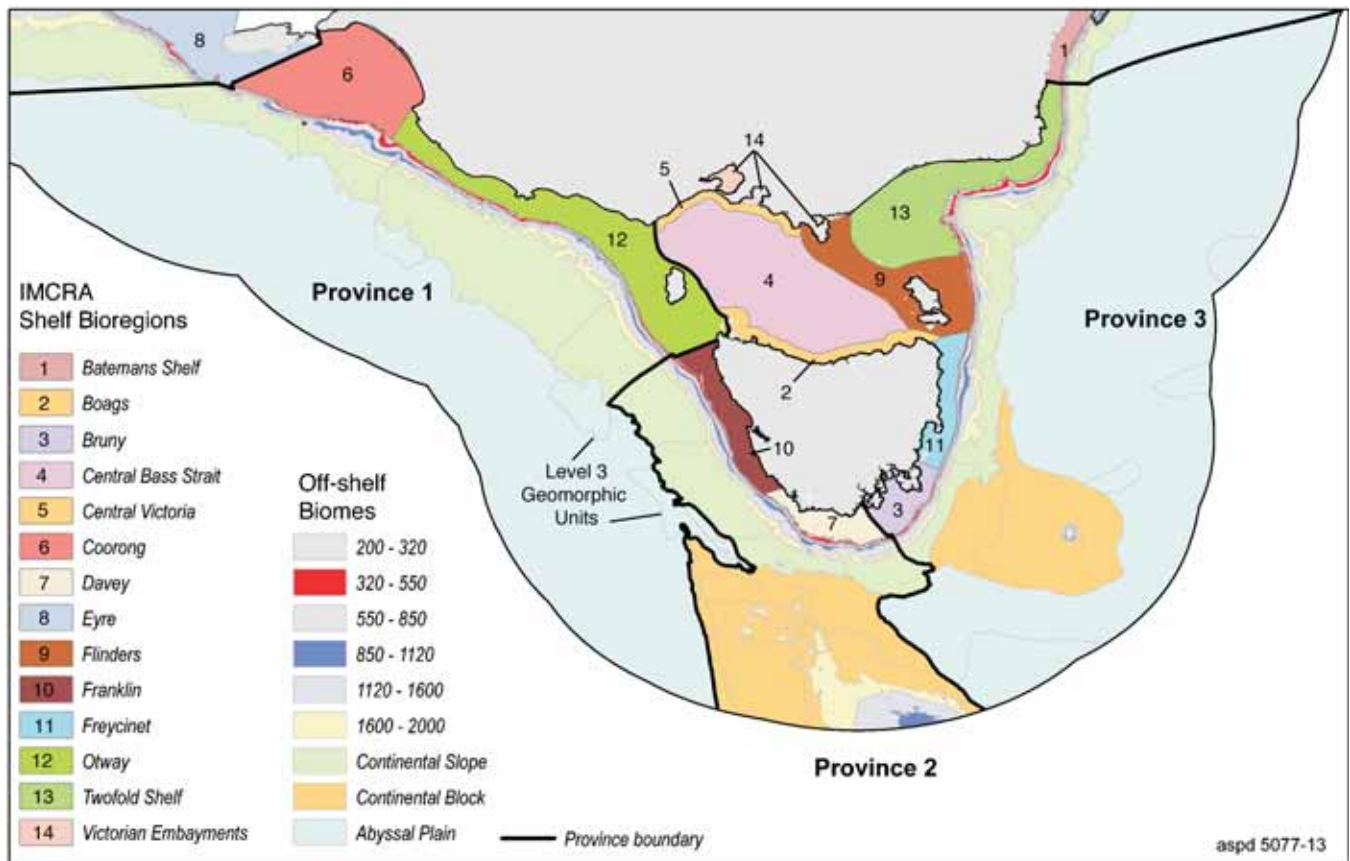 8
6
1
14
5
13
12
4
9
Province 1
Province 3
2
10
11
Level 3
Geomorphic
Units
7
3
Province 2
IMCRA
Shelf Bioregions
1 Batemans Shelf
2 Boags
3 Bruny
4 Central Bass Strait
5 Central Victoria
6 Coorong
7 Davey
8 Eyre
9 Flinders
10 Franklin
11 Freycinet
12 Otway
13 Twofold Shelf
14 Victorian Embayments
Off-shelf
Biomes
200 - 320
320 - 550
550 - 850
850 - 1120
1120 - 1600
1600 - 2000
Continental Slope
Continental Block
Abyssal Plain
Province boundary
aspd 5077-13